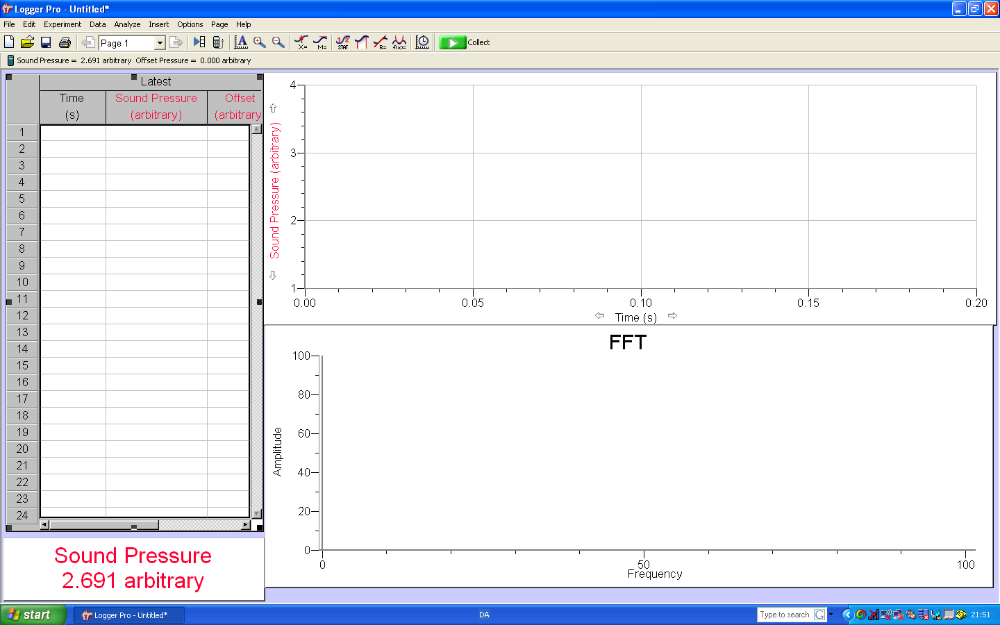 Logger Pro - Untitled*
File Edit Experiment Data Analyze Insert Options Page Help
Page 1
X= M= STAT R= f(x)= Collect
Sound Pressure = 2.691 arbitrary Offset Pressure = 0.000 arbitrary
Latest
Time Sound Pressure Offset
(s) (arbitrary) (arbitrary
1
2
3
4
5
6
7
8
9
10
11
12
13
14
15
16
17
18
19
20
21
22
23
24
Sound Pressure
2.691 arbitrary
Sound Pressure (arbitrary)
4
3
2
1
0.00 0.05 0.10 0.15 0.20
Time (s)
FFT
Amplitude
100
80
60
40
20
0
0 50 100
Frequency
start Logger Pro - Untitled* DA Type to search G 21:51